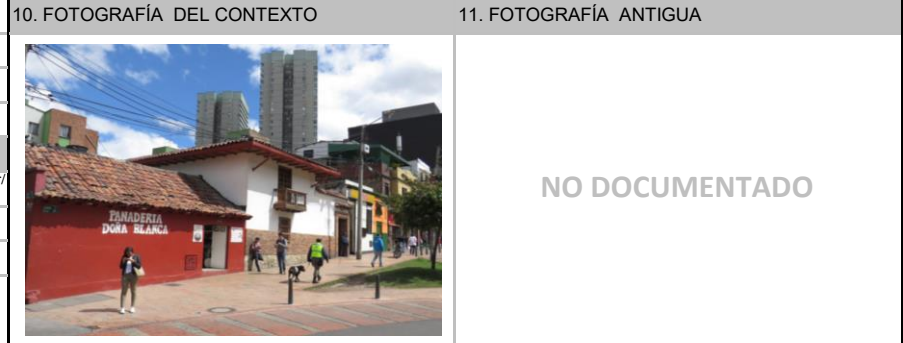 10. FOTOGRAFÍA DEL CONTEXTO
11. FOTOGRAFÍA ANTIGUA
PANADERIA
DOÑA BLANCA
NO DOCUMENTADO